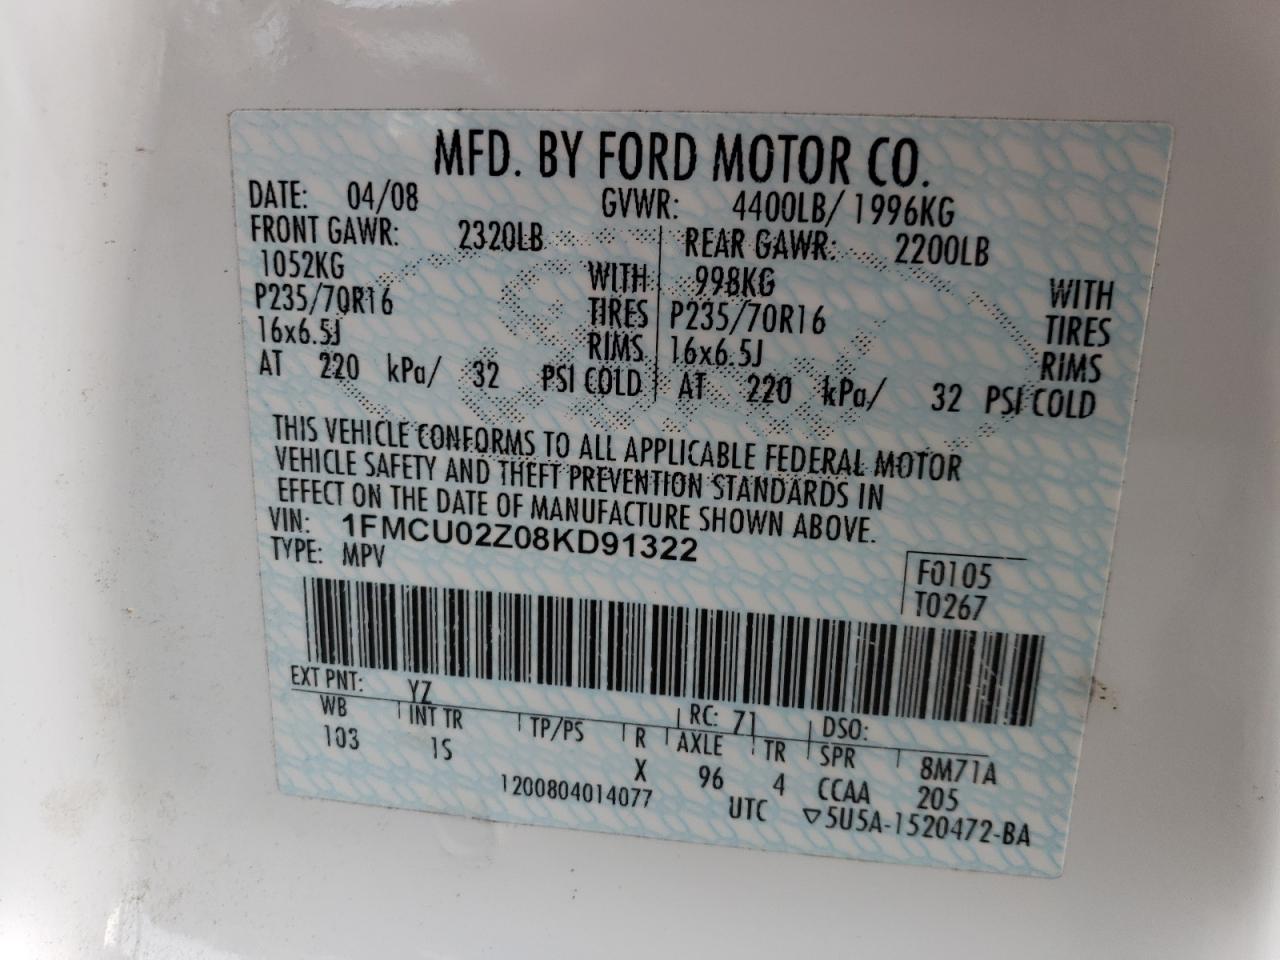 MFD. BY FORD MOTOR CO.
DATE: 04/08 GVWR: 4400LB/ 1996KG
FRONT GAWR: 2320LB REAR GAWR: 2200LB
1052KG WITH 998KG WITH
P235/70R16 TIRES P235/70R16 TIRES
16x6.5J RIMS 16x6.5J RIMS
AT 220 kPa/ 32 PSI COLD AT 220 kPa/ 32 PSI COLD
THIS VEHICLE CONFORMS TO ALL APPLICABLE FEDERAL MOTOR
VEHICLE SAFETY AND THEFT PREVENTION STANDARDS IN
EFFECT ON THE DATE OF MANUFACTURE SHOWN ABOVE.
VIN: 1FMCU02Z08KD91322
TYPE: MPV
F0105
T0267
EXT PNT: YZ RC: 71 DSO:
WB INT TR TP/PS R AXLE TR SPR 8M71A
103 1S X 96 4 CCAA 205
1200804014077 UTC ▽5U5A-1520472-BA